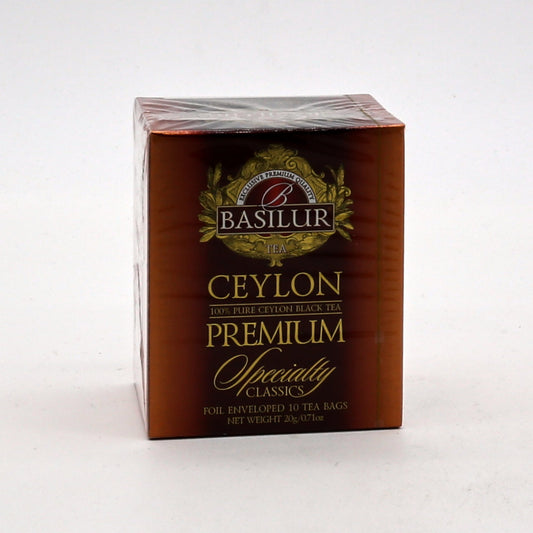 EXCLUSIVE PREMIUM QUALITY
B
BASILUR
TEA
CEYLON
100% PURE CEYLON BLACK TEA
PREMIUM
Specialty
CLASSICS
FOIL ENVELOPED 10 TEA BAGS
NET WEIGHT 20g/0.71oz